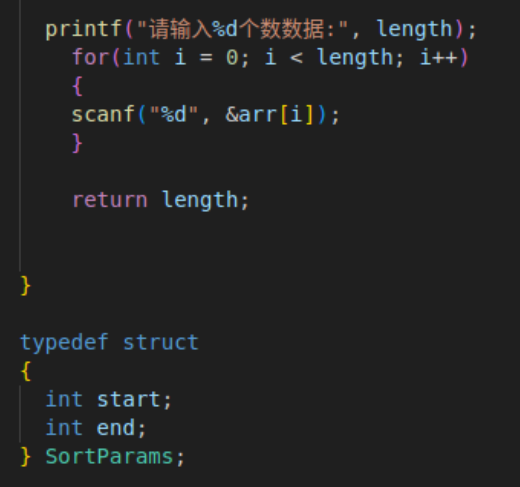 printf("请输入%d个数数据:", length);
for(int i = 0; i < length; i++)
{
scanf("%d", &arr[i]);
}
return length;
}
typedef struct
{
int start;
int end;
} SortParams;